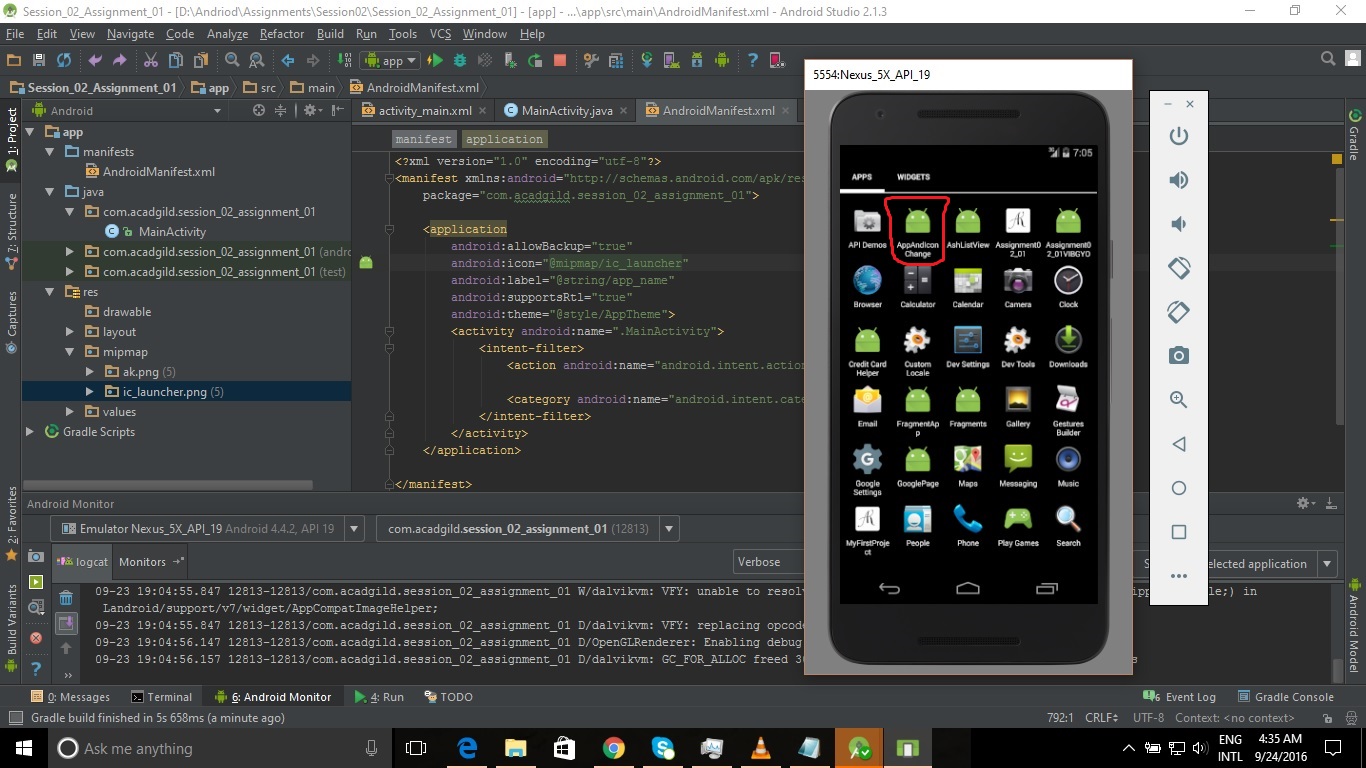 Session_02_Assignment_01 - [D:\Andriod\Assignments\Session02\Session_02_Assignment_01] - [app] - ...\app\src\main\AndroidManifest.xml - Android Studio 2.1.3
File Edit View Navigate Code Analyze Refactor Build Run Tools VCS Window Help
app
Session_02_Assignment_01 app src main AndroidManifest.xml
1: Project
7: Structure
Captures
2: Favorites
Build Variants
Android
app
manifests
AndroidManifest.xml
java
com.acadgild.session_02_assignment_01
MainActivity
com.acadgild.session_02_assignment_01 (andro
com.acadgild.session_02_assignment_01 (test)
res
drawable
layout
mipmap
ak.png (5)
ic_launcher.png (5)
values
Gradle Scripts
activity_main.xml MainActivity.java AndroidManifest.xml
manifest application
<?xml version="1.0" encoding="utf-8"?>
<manifest xmlns:android="http://schemas.android.com/apk/res
package="com.acadgild.session_02_assignment_01">
<application
android:allowBackup="true"
android:icon="@mipmap/ic_launcher"
android:label="@string/app_name"
android:supportsRtl="true"
android:theme="@style/AppTheme">
<activity android:name=".MainActivity">
<intent-filter>
<action android:name="android.intent.action
<category android:name="android.intent.cate
</intent-filter>
</activity>
</application>
</manifest>
5554:Nexus_5X_API_19
3G 7:05
APPS WIDGETS
API Demos AppAndIcon AshListView Assignment0 Assignment0
Change 2_01 2_01VIBGYO
Browser Calculator Calendar Camera Clock
Credit Card Custom Dev Settings Dev Tools Downloads
Helper Locale
Email FragmentAp Fragments Gallery Gestures
p Builder
Google GooglePage Maps Messaging Music
Settings
MyFirstProje People Phone Play Games Search
ct
Gradle
Android Model
Android Monitor
Emulator Nexus_5X_API_19 Android 4.4.2, API 19 com.acadgild.session_02_assignment_01 (12813)
logcat Monitors Verbose S elected application
09-23 19:04:55.847 12813-12813/com.acadgild.session_02_assignment_01 W/dalvikvm: VFY: unable to resol le;) in
Landroid/support/v7/widget/AppCompatImageHelper;
09-23 19:04:55.847 12813-12813/com.acadgild.session_02_assignment_01 D/dalvikvm: VFY: replacing opcode
09-23 19:04:56.147 12813-12813/com.acadgild.session_02_assignment_01 D/OpenGLRenderer: Enabling debug
09-23 19:04:56.157 12813-12813/com.acadgild.session_02_assignment_01 D/dalvikvm: GC_FOR_ALLOC freed 3 s
0: Messages Terminal 6: Android Monitor 4: Run TODO 6 Event Log Gradle Console
Gradle build finished in 5s 658ms (a minute ago) 792:1 CRLF UTF-8 Context: <no context>
Ask me anything
ENG 4:35 AM
INTL 9/24/2016